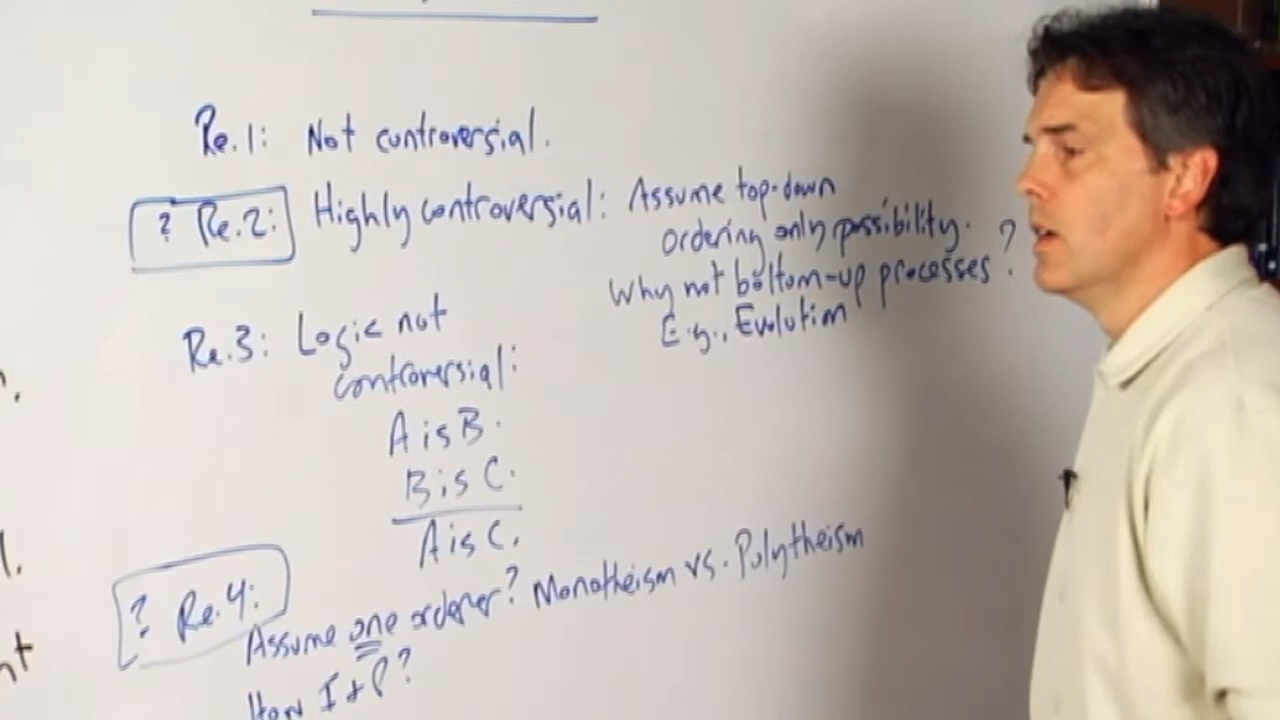 Re.1: Not controversial.
? Re.2: Highly controversial: Assume top-down
ordering only possibility.
Why not bottom-up processes?
E.g., Evolution
Re.3: Logic not
controversial:
A is B.
B is C.
A is C.
? Re.4:
Assume one orderer? Monotheism vs. Polytheism
How I & P?